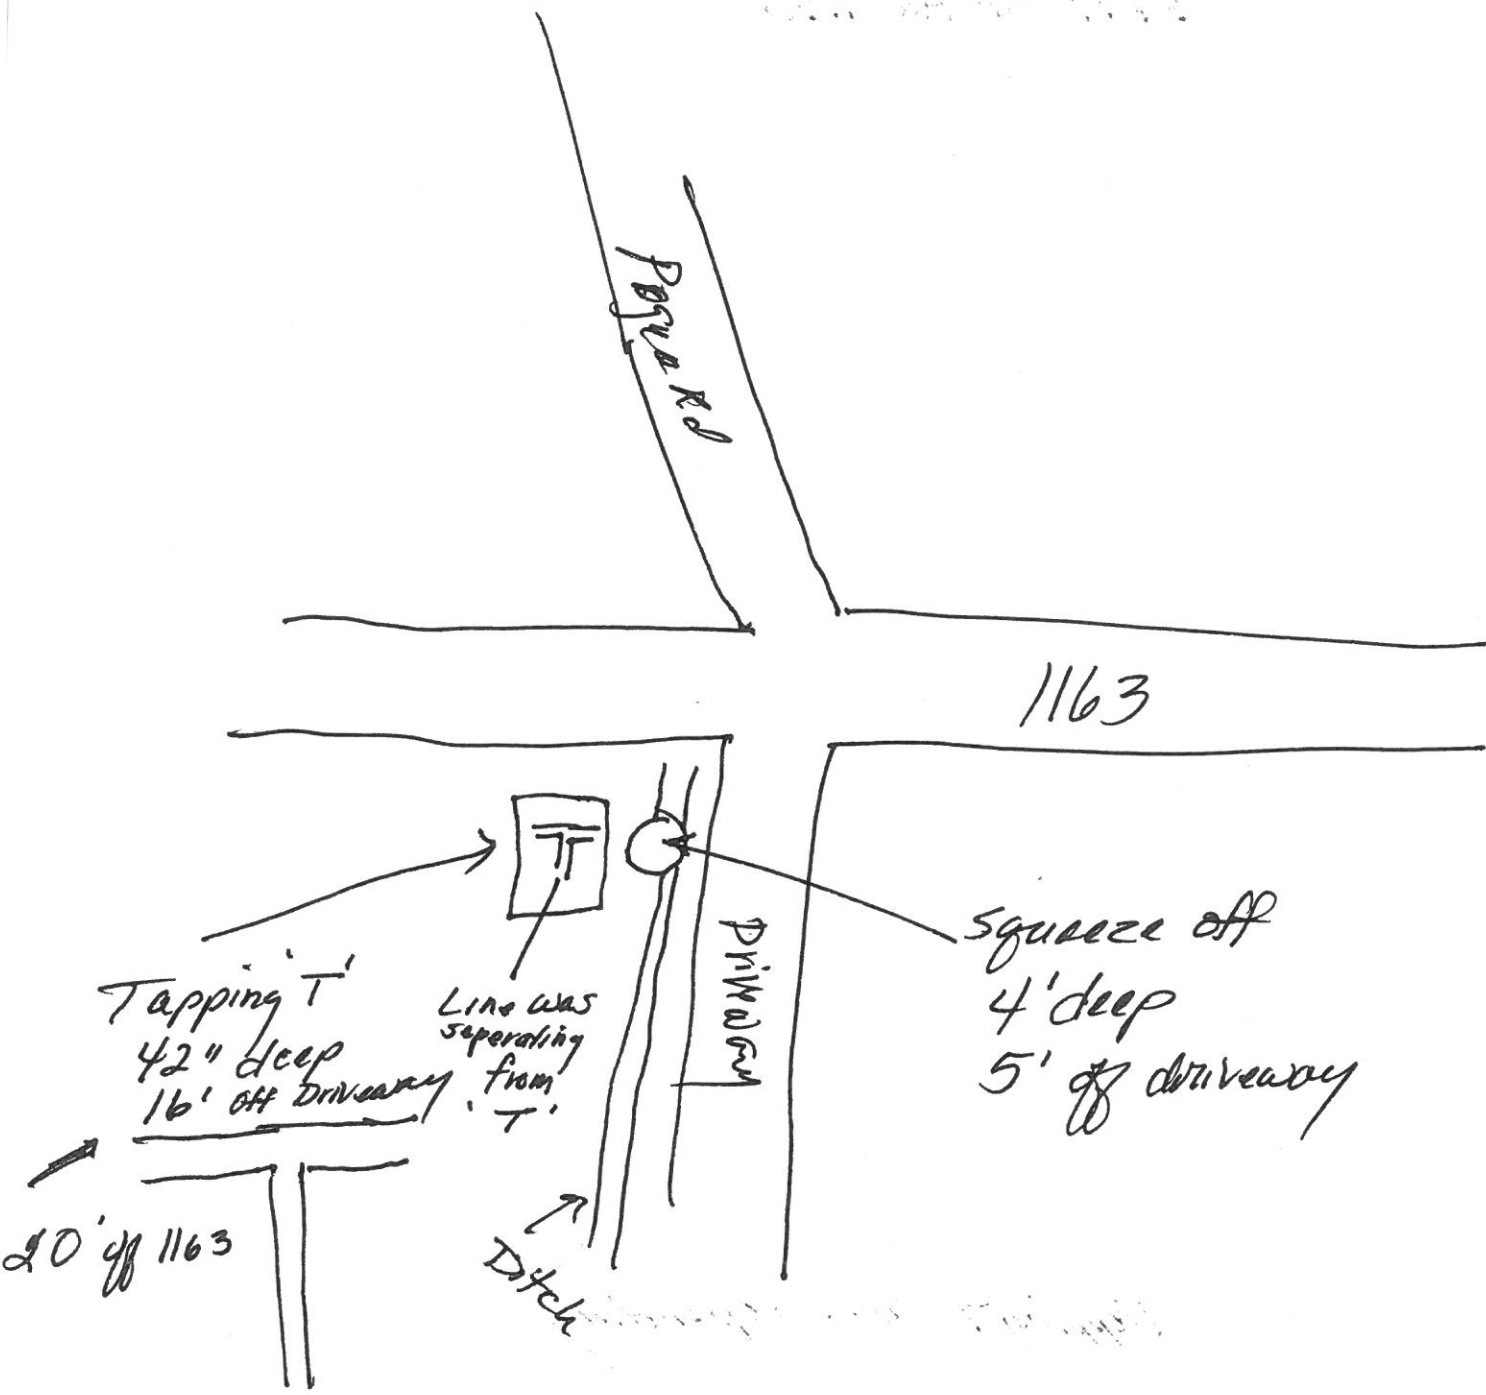 Pogue Rd
1163
T
Tapping 'T'
42" deep
16' off Driveway
Line was
seperating
from
'T'
Driveway
squeeze off
4' deep
5' off driveway
20' off 1163
Ditch